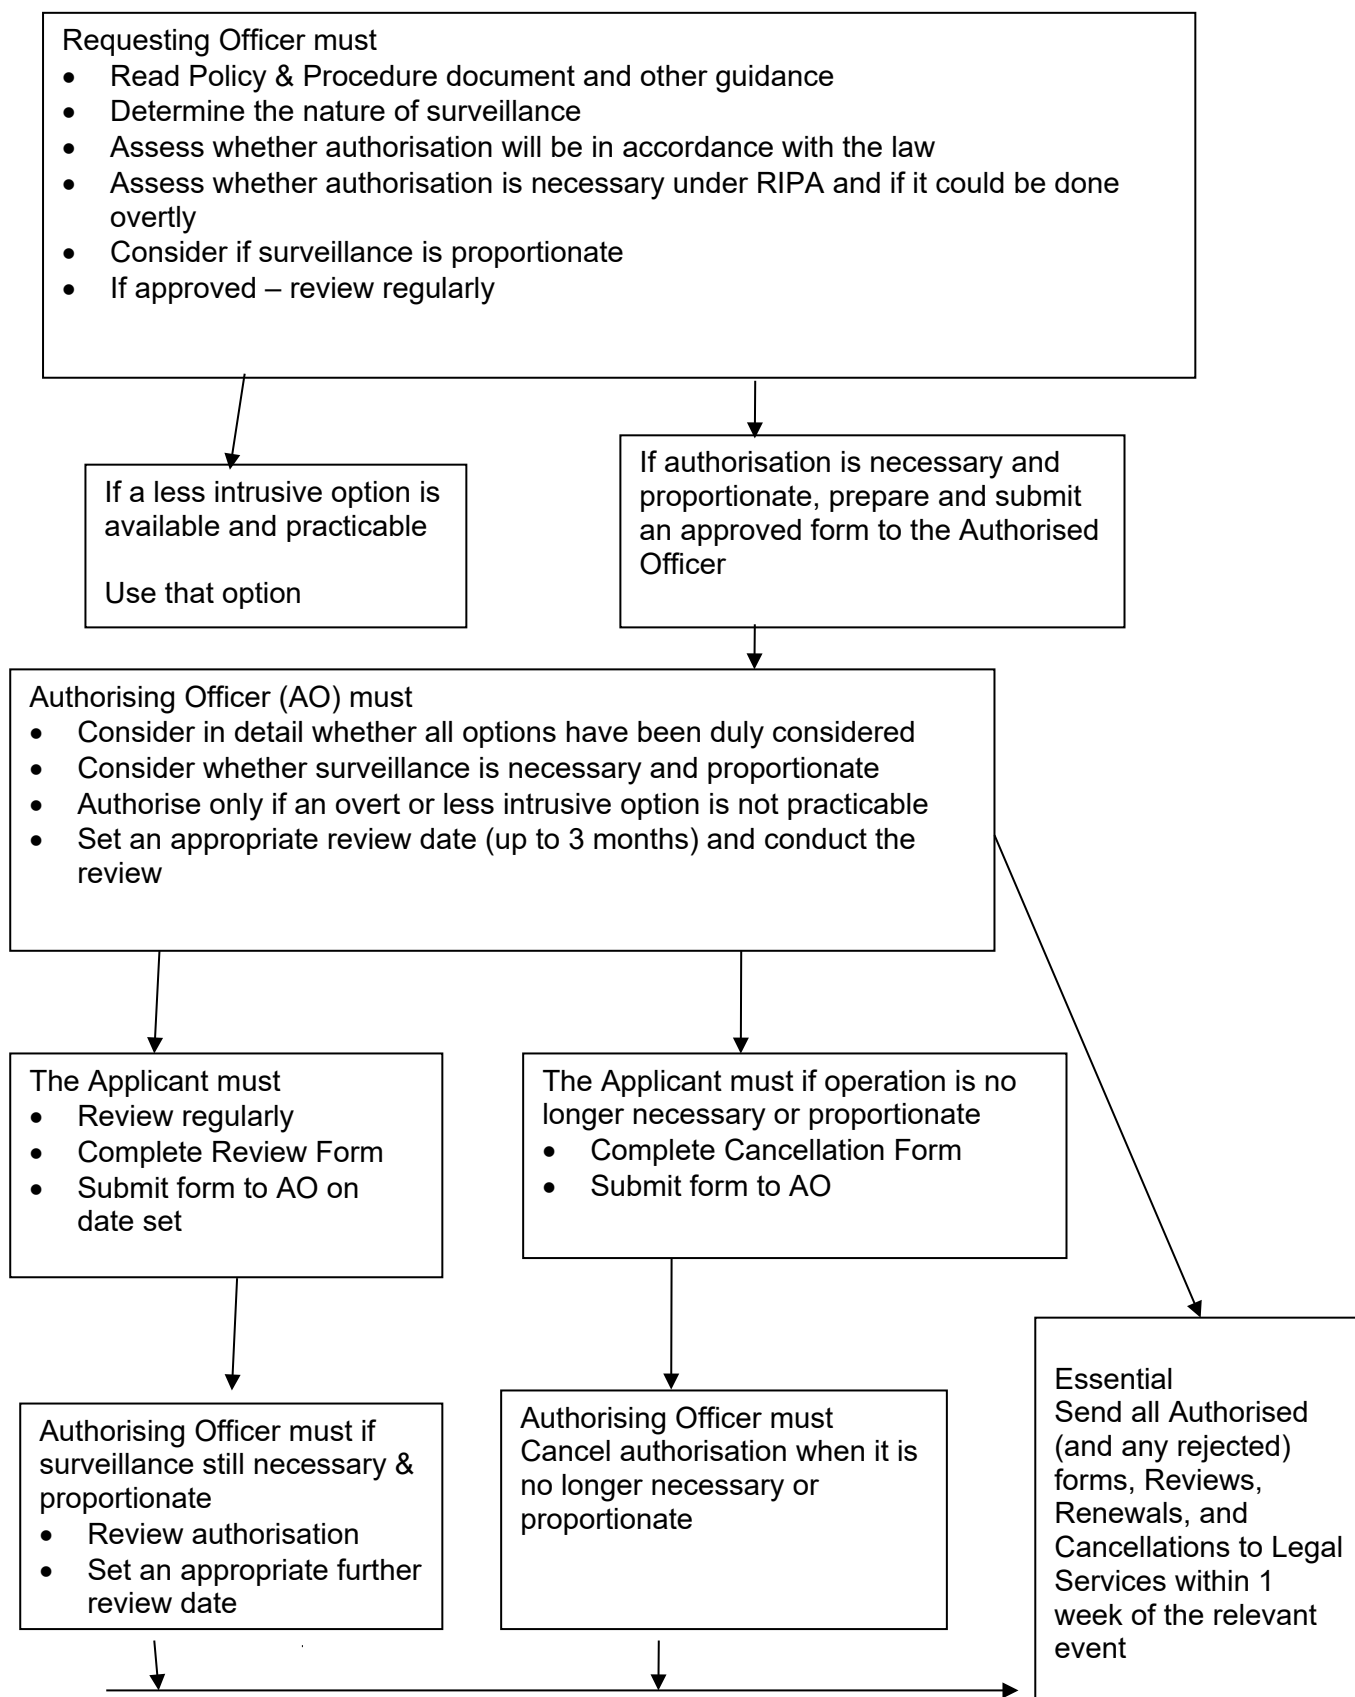 Requesting Officer must
• Read Policy & Procedure document and other guidance
• Determine the nature of surveillance
• Assess whether authorisation will be in accordance with the law
• Assess whether authorisation is necessary under RIPA and if it could be done
overtly
• Consider if surveillance is proportionate
• If approved – review regularly
If a less intrusive option is
available and practicable
Use that option
If authorisation is necessary and
proportionate, prepare and submit
an approved form to the Authorised
Officer
Authorising Officer (AO) must
• Consider in detail whether all options have been duly considered
• Consider whether surveillance is necessary and proportionate
• Authorise only if an overt or less intrusive option is not practicable
• Set an appropriate review date (up to 3 months) and conduct the
review
The Applicant must
• Review regularly
• Complete Review Form
• Submit form to AO on
date set
The Applicant must if operation is no
longer necessary or proportionate
• Complete Cancellation Form
• Submit form to AO
Authorising Officer must if
surveillance still necessary &
proportionate
• Review authorisation
• Set an appropriate further
review date
Authorising Officer must
Cancel authorisation when it is
no longer necessary or
proportionate
Essential
Send all Authorised
(and any rejected)
forms, Reviews,
Renewals, and
Cancellations to Legal
Services within 1
week of the relevant
event